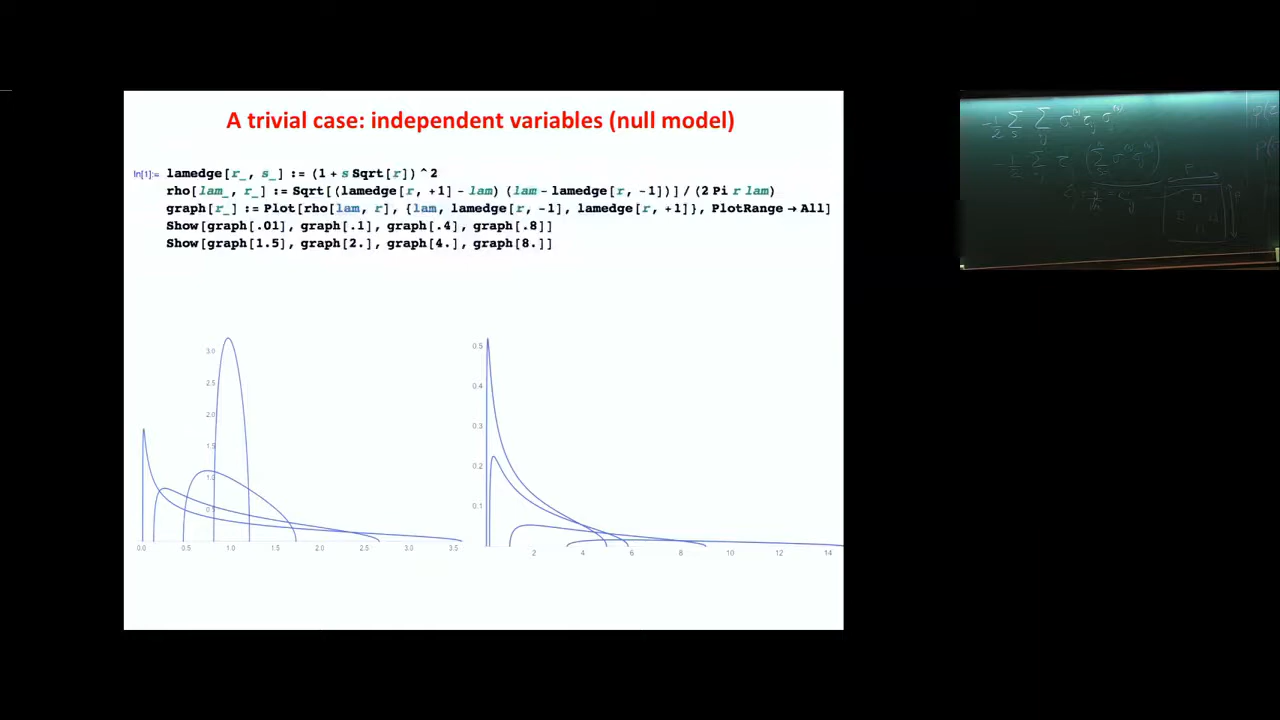 A trivial case: independent variables (null model)
In[1]:= lamedge[r_, s_] := (1 + s Sqrt[r])^2
rho[lam_, r_] := Sqrt[(lamedge[r, +1] - lam) (lam - lamedge[r, -1])] / (2 Pi r lam)
graph[r_] := Plot[rho[lam, r], {lam, lamedge[r, -1], lamedge[r, +1]}, PlotRange → All]
Show[graph[.01], graph[.1], graph[.4], graph[.8]]
Show[graph[1.5], graph[2.], graph[4.], graph[8.]]
3.0
2.5
2.0
1.5
1.0
0.5
0.0 0.5 1.0 1.5 2.0 2.5 3.0 3.5
0.5
0.4
0.3
0.2
0.1
2 4 6 8 10 12 14